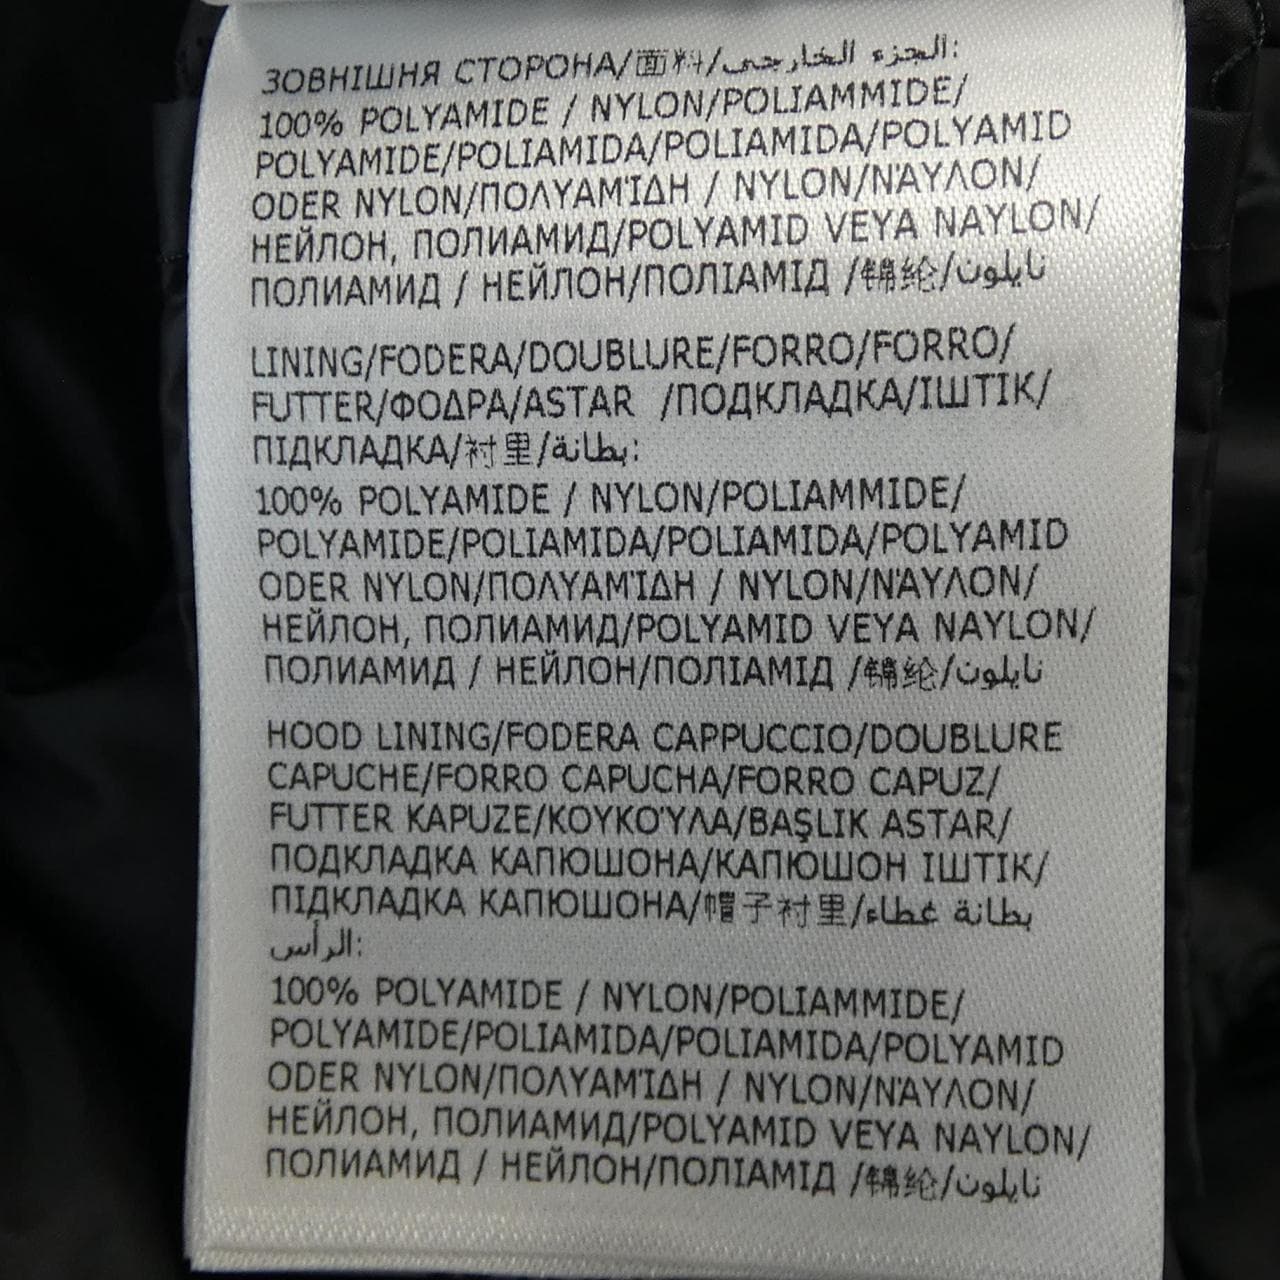 ЗОВНІШНЯ СТОРОНА/面料/الجزء الخارجي:
100% POLYAMIDE / NYLON/POLIAMMIDE/
POLYAMIDE/POLIAMIDA/POLIAMIDA/POLYAMID
ODER NYLON/ΠΟΛΥΑΜΊΔΗ / NYLON/ΝΆΥΛΟΝ/
НЕЙЛОН, ПОЛИАМИД/POLYAMID VEYA NAYLON/
ПОЛИАМИД / НЕЙЛОН/ПОЛІАМІД /锦纶/نايلون
LINING/FODERA/DOUBLURE/FORRO/FORRO/
FUTTER/ΦΟΔΡΑ/ASTAR /ПОДКЛАДКА/ІШТІК/
ПІДКЛАДКА/衬里/بطانة:
100% POLYAMIDE / NYLON/POLIAMMIDE/
POLYAMIDE/POLIAMIDA/POLIAMIDA/POLYAMID
ODER NYLON/ΠΟΛΥΑΜΊΔΗ / NYLON/ΝΆΥΛΟΝ/
НЕЙЛОН, ПОЛИАМИД/POLYAMID VEYA NAYLON/
ПОЛИАМИД / НЕЙЛОН/ПОЛІАМІД /锦纶/نايلون
HOOD LINING/FODERA CAPPUCCIO/DOUBLURE
CAPUCHE/FORRO CAPUCHA/FORRO CAPUZ/
FUTTER KAPUZE/ΚΟΥΚΟΎΛΑ/BAŞLIK ASTAR/
ПОДКЛАДКА КАПЮШОНА/КАПЮШОН ІШТІК/
ПІДКЛАДКА КАПЮШОНА/帽子衬里/بطانة غطاء
الرأس:
100% POLYAMIDE / NYLON/POLIAMMIDE/
POLYAMIDE/POLIAMIDA/POLIAMIDA/POLYAMID
ODER NYLON/ΠΟΛΥΑΜΊΔΗ / NYLON/ΝΆΥΛΟΝ/
НЕЙЛОН, ПОЛИАМИД/POLYAMID VEYA NAYLON/
ПОЛИАМИД / НЕЙЛОН/ПОЛІАМІД /锦纶/نايلون